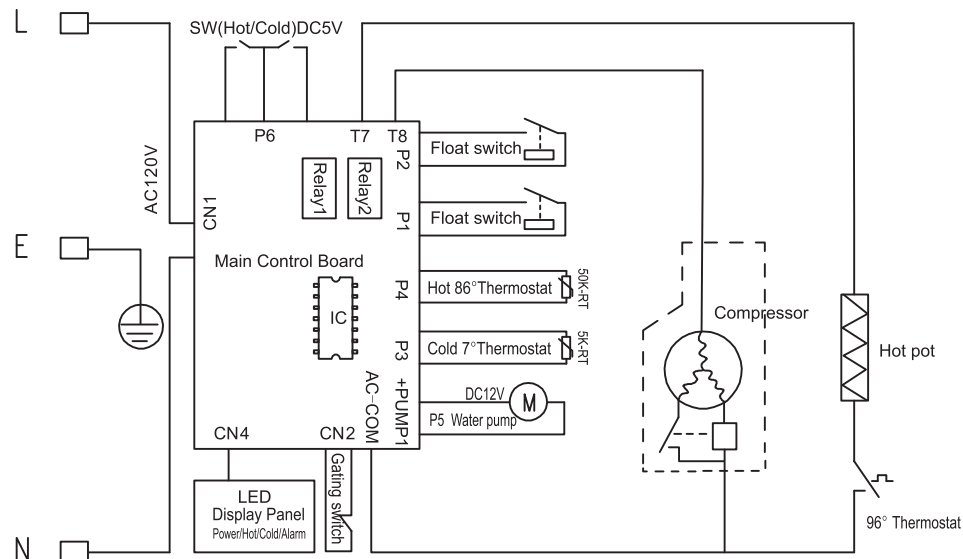 L
SW(Hot/Cold)DC5V
P6
T7
T8
P2
Float switch
Relay1
Relay2
AC120V
CN1
P1
Float switch
E
Main Control Board
P4
Hot 86°Thermostat
50K-RT
IC
Compressor
P3
Cold 7°Thermostat
5K-RT
Hot pot
AC-COM
+PUMP1
DC12V
M
P5 Water pump
CN4
CN2
Gating switch
LED
Display Panel
Power/Hot/Cold/Alarm
96° Thermostat
N